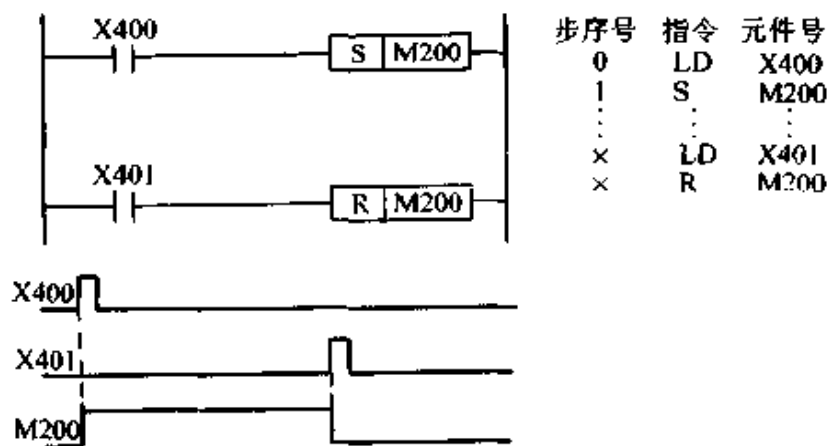 X400
S M200
X401
R M200
步序号 指令 元件号
0 LD X400
1 S M200
⋮ ⋮ ⋮
× LD X401
× R M200
X400
X401
M200